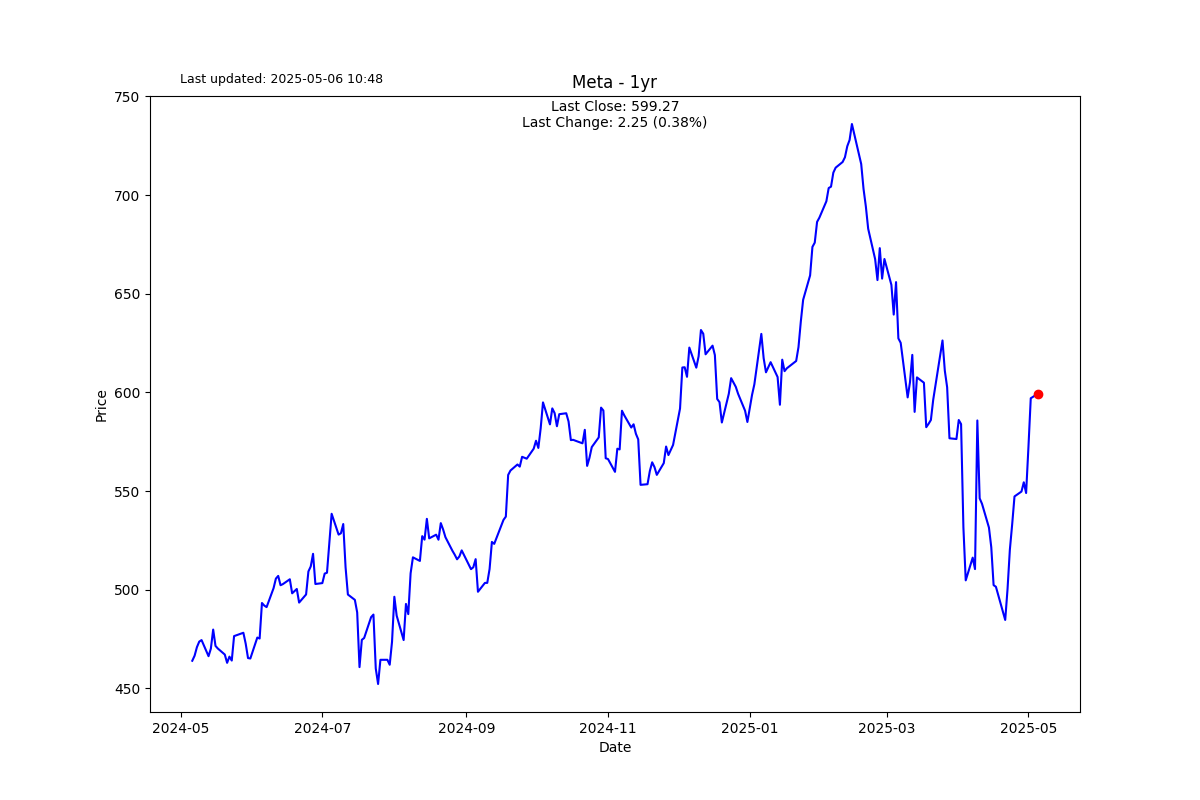 Last updated: 2025-05-06 10:48
Meta - 1yr
Last Close: 599.27
Last Change: 2.25 (0.38%)
750
700
650
600
550
500
450
Price
2024-05
2024-07
2024-09
2024-11
2025-01
2025-03
2025-05
Date